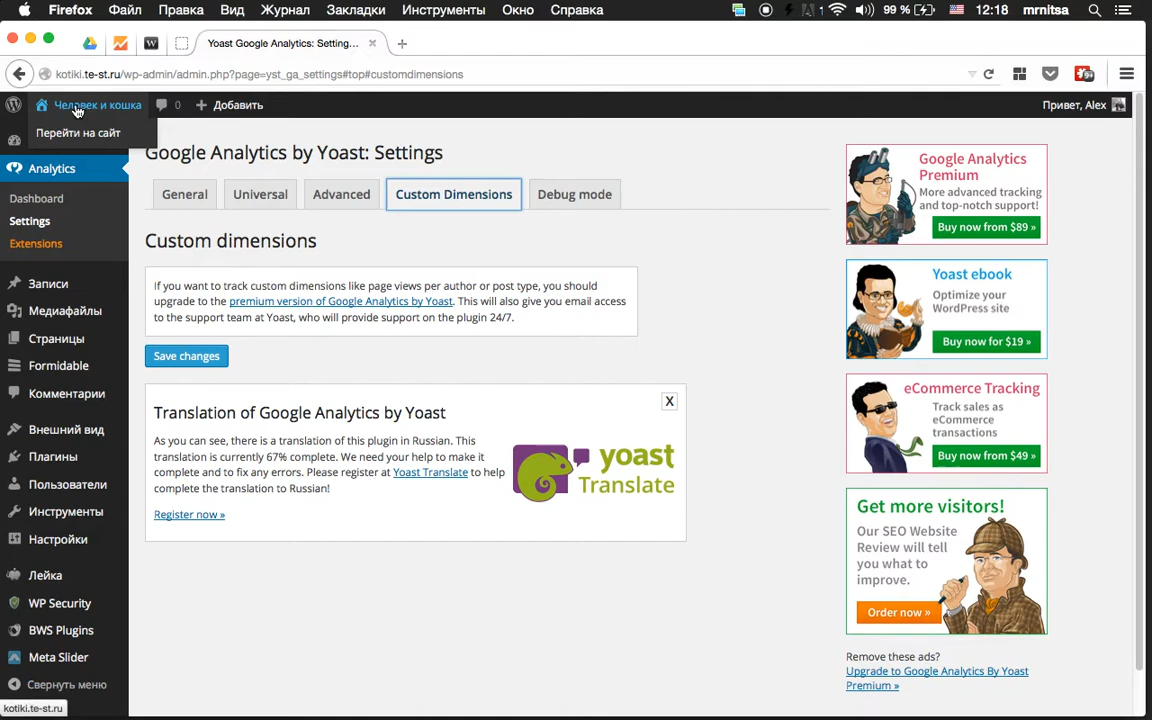 Firefox Файл Правка Вид Журнал Закладки Инструменты Окно Справка 1 99 % 12:18 mrnitsa
Yoast Google Analytics: Setting...
kotiki.te-st.ru/wp-admin/admin.php?page=yst_ga_settings#top#customdimensions
Человек и кошка 0 Добавить Привет, Alex
Перейти на сайт
Analytics
Dashboard
Settings
Extensions
Записи
Медиафайлы
Страницы
Formidable
Комментарии
Внешний вид
Плагины
Пользователи
Инструменты
Настройки
Лейка
WP Security
BWS Plugins
Meta Slider
Свернуть меню
kotiki.te-st.ru
Google Analytics by Yoast: Settings
General Universal Advanced Custom Dimensions Debug mode
Custom dimensions
If you want to track custom dimensions like page views per author or post type, you should
upgrade to the premium version of Google Analytics by Yoast. This will also give you email access
to the support team at Yoast, who will provide support on the plugin 24/7.
Save changes
Translation of Google Analytics by Yoast
X
As you can see, there is a translation of this plugin in Russian. This
translation is currently 67% complete. We need your help to make it
complete and to fix any errors. Please register at Yoast Translate to help
complete the translation to Russian!
Register now »
yoast
Translate
Google Analytics
Premium
More advanced tracking
and top-notch support!
Buy now from $89 »
Yoast ebook
Optimize your
WordPress site
Buy now for $19 »
eCommerce Tracking
Track sales as
eCommerce
transactions
Buy now from $49 »
Get more visitors!
Our SEO Website
Review will tell
you what to
improve.
Order now »
Remove these ads?
Upgrade to Google Analytics By Yoast
Premium »